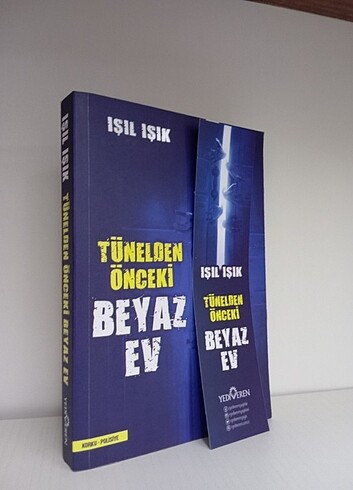 IŞIL IŞIK
TÜNELDEN ÖNCEKİ BEYAZ EV
YEDİVEREN
IŞIL IŞIK
TÜNELDEN
ÖNCEKİ
BEYAZ
EV
KORKU - POLİSİYE
IŞIL IŞIK
TÜNELDEN
ÖNCEKİ
BEYAZ
EV
YEDİVEREN